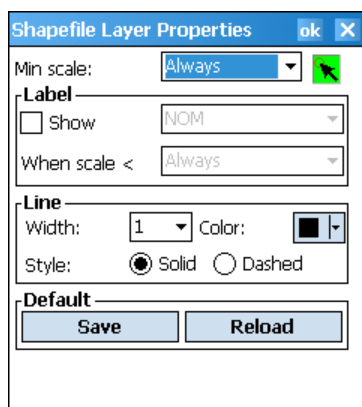 Shapefile Layer Properties ok
Min scale: Always
Label
Show NOM
When scale < Always
Line
Width: 1 Color:
Style: Solid Dashed
Default
Save Reload